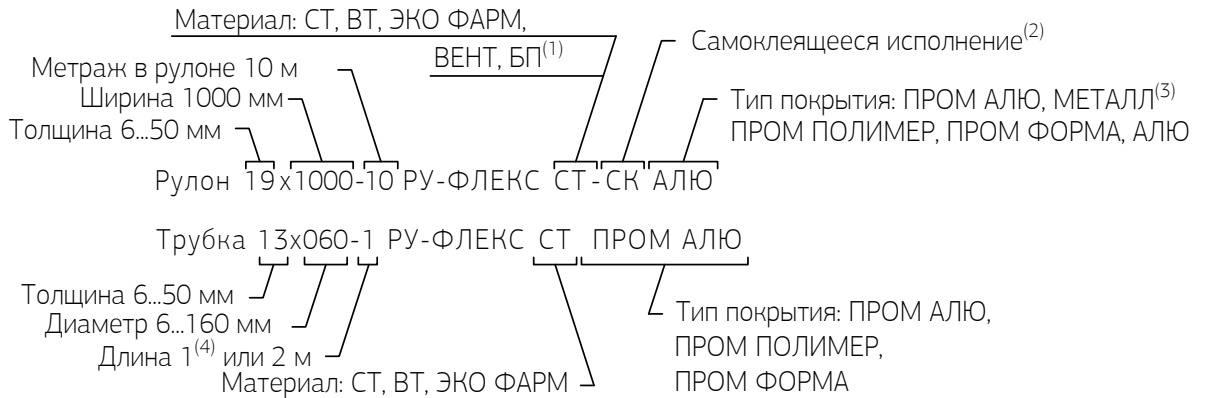 Материал: СТ, ВТ, ЭКО ФАРМ,
ВЕНТ, БП(1)
Самоклеящееся исполнение(2)
Метраж в рулоне 10 м
Ширина 1000 мм
Толщина 6...50 мм
Тип покрытия: ПРОМ АЛЮ, МЕТАЛЛ(3)
ПРОМ ПОЛИМЕР, ПРОМ ФОРМА, АЛЮ
Рулон 19х1000-10 РУ-ФЛЕКС СТ-СК АЛЮ
Трубка 13х060-1 РУ-ФЛЕКС СТ ПРОМ АЛЮ
Толщина 6...50 мм
Диаметр 6...160 мм
Длина 1(4) или 2 м
Материал: СТ, ВТ, ЭКО ФАРМ
Тип покрытия: ПРОМ АЛЮ,
ПРОМ ПОЛИМЕР,
ПРОМ ФОРМА